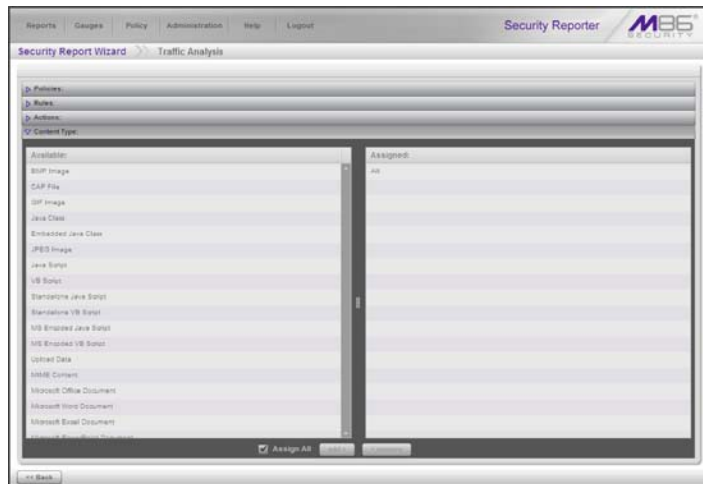 Reports Gauges Policy Administration Help Logout
Security Reporter M86 SECURITY
Security Report Wizard Traffic Analysis
Policies:
Rules:
Actions:
Content Type:
Available: Assigned:
BMP Image All
CAP File
GIF Image
Java Class
Embedded Java Class
JPEG Image
Java Script
VB Script
Standalone Java Script
Standalone VB Script
MS Encoded Java Script
MS Encoded VB Script
Upload Data
MIME Content
Microsoft Office Document
Microsoft Word Document
Microsoft Excel Document
Microsoft PowerPoint Document
Assign All
<< Back